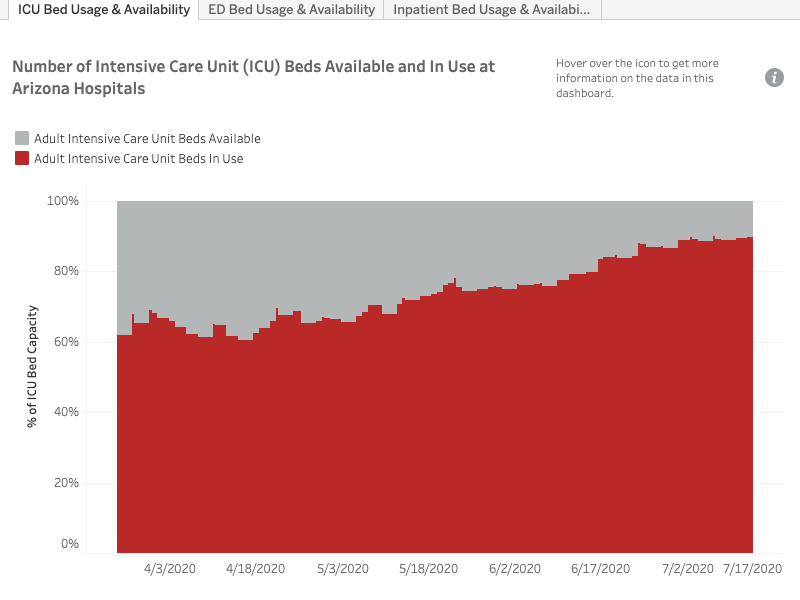 ICU Bed Usage & Availability
ED Bed Usage & Availability
Inpatient Bed Usage & Availabi...
Number of Intensive Care Unit (ICU) Beds Available and In Use at
Arizona Hospitals
Hover over the icon to get more
information on the data in this
dashboard.
i
Adult Intensive Care Unit Beds Available
Adult Intensive Care Unit Beds In Use
% of ICU Bed Capacity
100%
80%
60%
40%
20%
0%
4/3/2020
4/18/2020
5/3/2020
5/18/2020
6/2/2020
6/17/2020
7/2/2020
7/17/2020